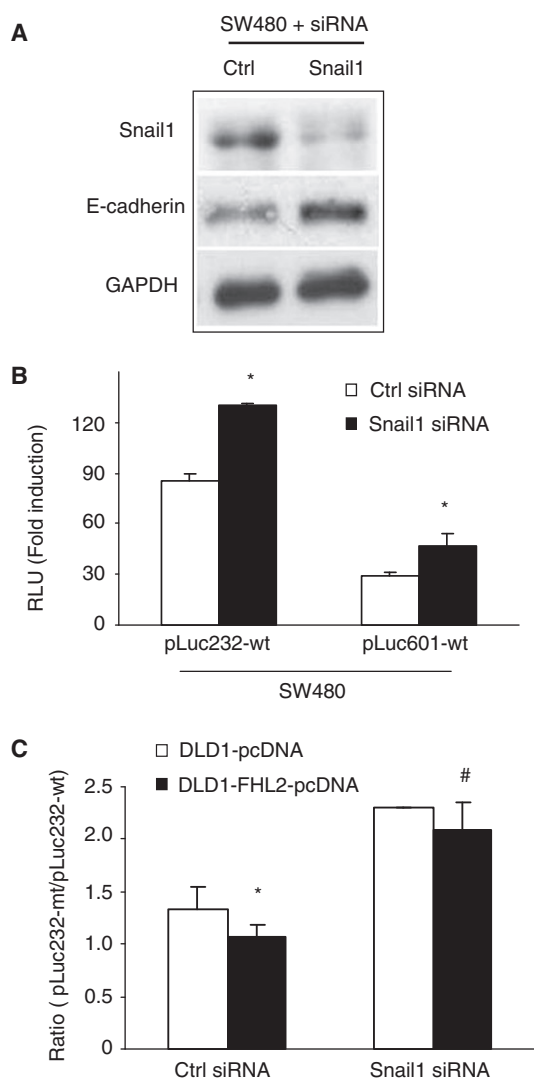 A
SW480 + siRNA
Ctrl Snail1
Snail1
E-cadherin
GAPDH
B
Ctrl siRNA
Snail1 siRNA
*
*
RLU (Fold induction)
120
90
60
30
0
pLuc232-wt pLuc601-wt
SW480
C
DLD1-pcDNA
DLD1-FHL2-pcDNA
#
*
Ratio ( pLuc232-mt/pLuc232-wt)
2.5
2.0
1.5
1.0
0.5
0
Ctrl siRNA Snail1 siRNA